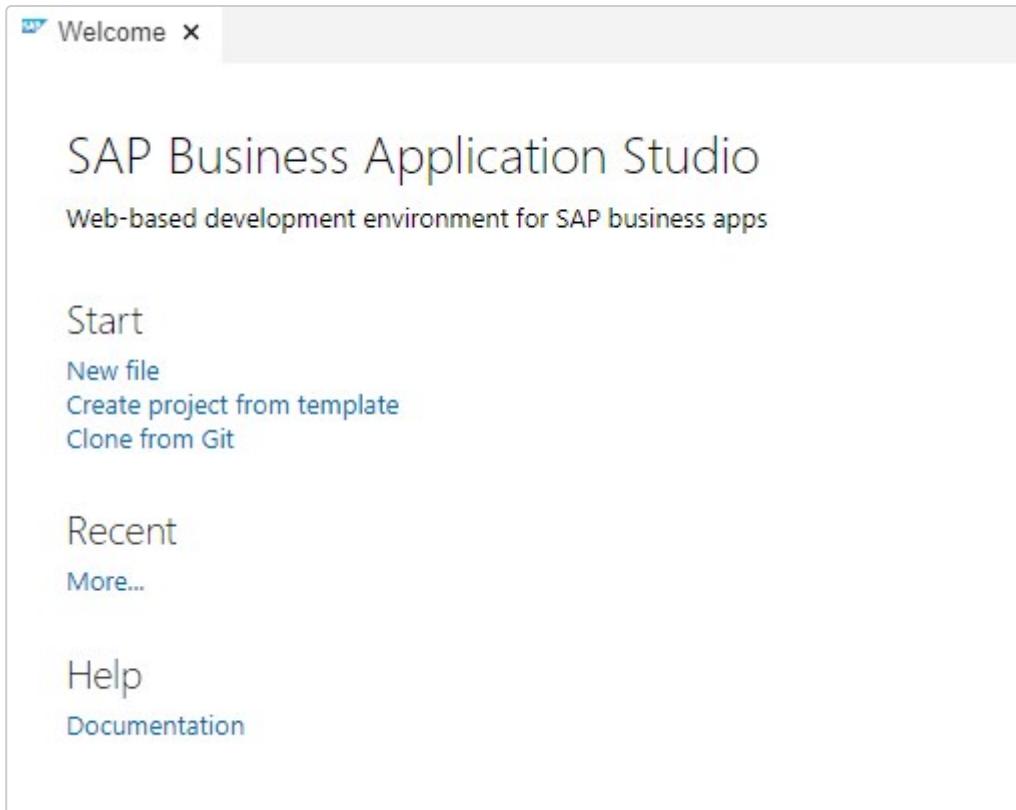 SAP Welcome ×
SAP Business Application Studio
Web-based development environment for SAP business apps
Start
New file
Create project from template
Clone from Git
Recent
More...
Help
Documentation